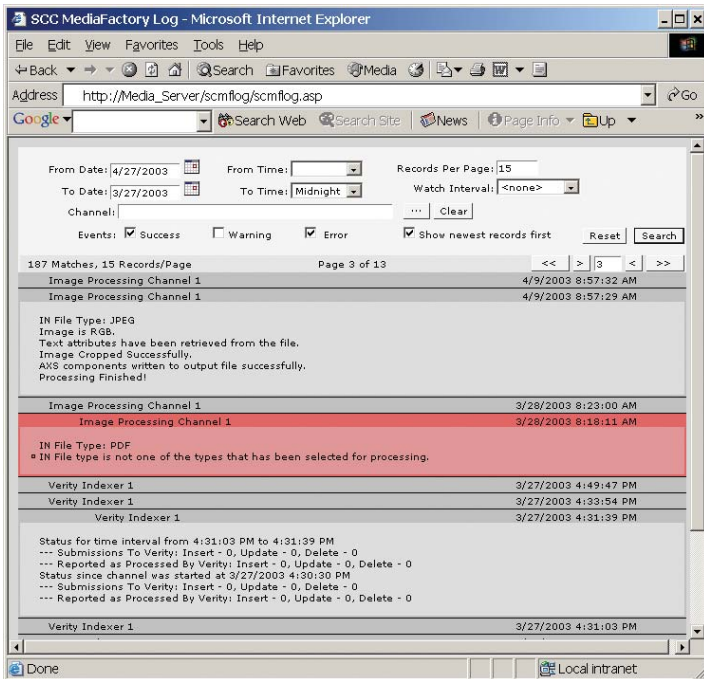 SCC MediaFactory Log - Microsoft Internet Explorer
File Edit View Favorites Tools Help
Back Search Favorites Media
Address http://Media_Server/scmflog/scmflog.asp Go
Google Search Web Search Site News Page Info Up »
From Date: 4/27/2003 From Time: Records Per Page: 15
To Date: 3/27/2003 To Time: Midnight Watch Interval: <none>
Channel: ... Clear
Events: Success Warning Error Show newest records first Reset Search
187 Matches, 15 Records/Page Page 3 of 13 << > 3 < >>
Image Processing Channel 1 4/9/2003 8:57:32 AM
Image Processing Channel 1 4/9/2003 8:57:29 AM
IN File Type: JPEG
Image is RGB.
Text attributes have been retrieved from the file.
Image Cropped Successfully.
AXS components written to output file successfully.
Processing Finished!
Image Processing Channel 1 3/28/2003 8:23:00 AM
Image Processing Channel 1 3/28/2003 8:18:11 AM
IN File Type: PDF
IN File type is not one of the types that has been selected for processing.
Verity Indexer 1 3/27/2003 4:49:47 PM
Verity Indexer 1 3/27/2003 4:33:54 PM
Verity Indexer 1 3/27/2003 4:31:39 PM
Status for time interval from 4:31:03 PM to 4:31:39 PM
--- Submissions To Verity: Insert - 0, Update - 0, Delete - 0
--- Reported as Processed By Verity: Insert - 0, Update - 0, Delete - 0
Status since channel was started at 3/27/2003 4:30:30 PM
--- Submissions To Verity: Insert - 0, Update - 0, Delete - 0
--- Reported as Processed By Verity: Insert - 0, Update - 0, Delete - 0
Verity Indexer 1 3/27/2003 4:31:03 PM
Done Local intranet